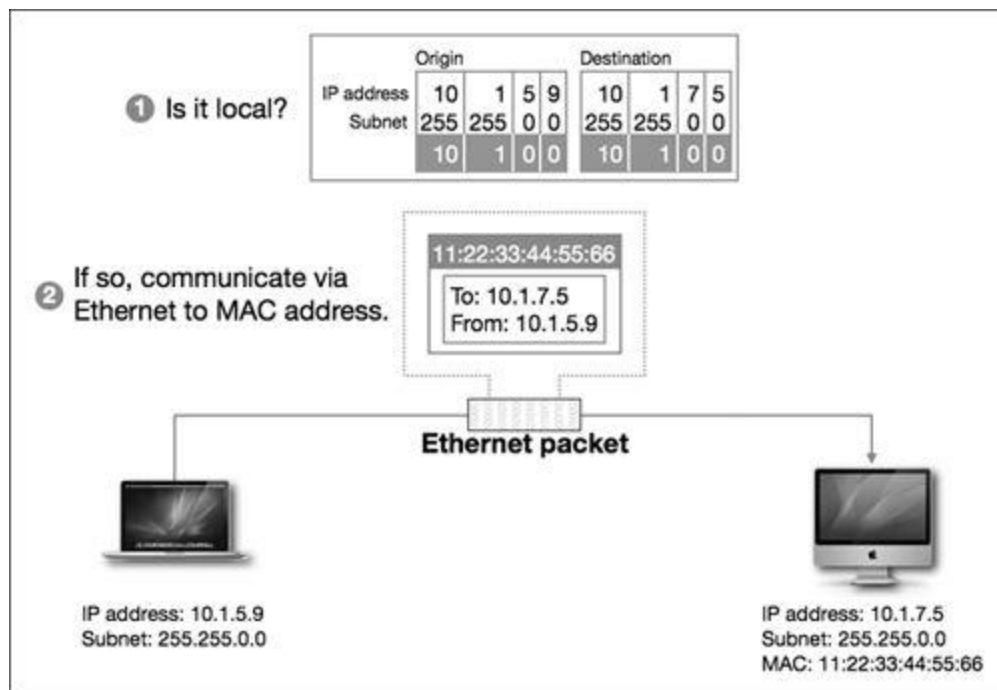 Origin Destination
IP address 10 1 5 9 10 1 7 5
Subnet 255 255 0 0 255 255 0 0
10 1 0 0 10 1 0 0
1 Is it local?
11:22:33:44:55:66
To: 10.1.7.5
From: 10.1.5.9
2 If so, communicate via
Ethernet to MAC address.
Ethernet packet
IP address: 10.1.5.9
Subnet: 255.255.0.0
IP address: 10.1.7.5
Subnet: 255.255.0.0
MAC: 11:22:33:44:55:66